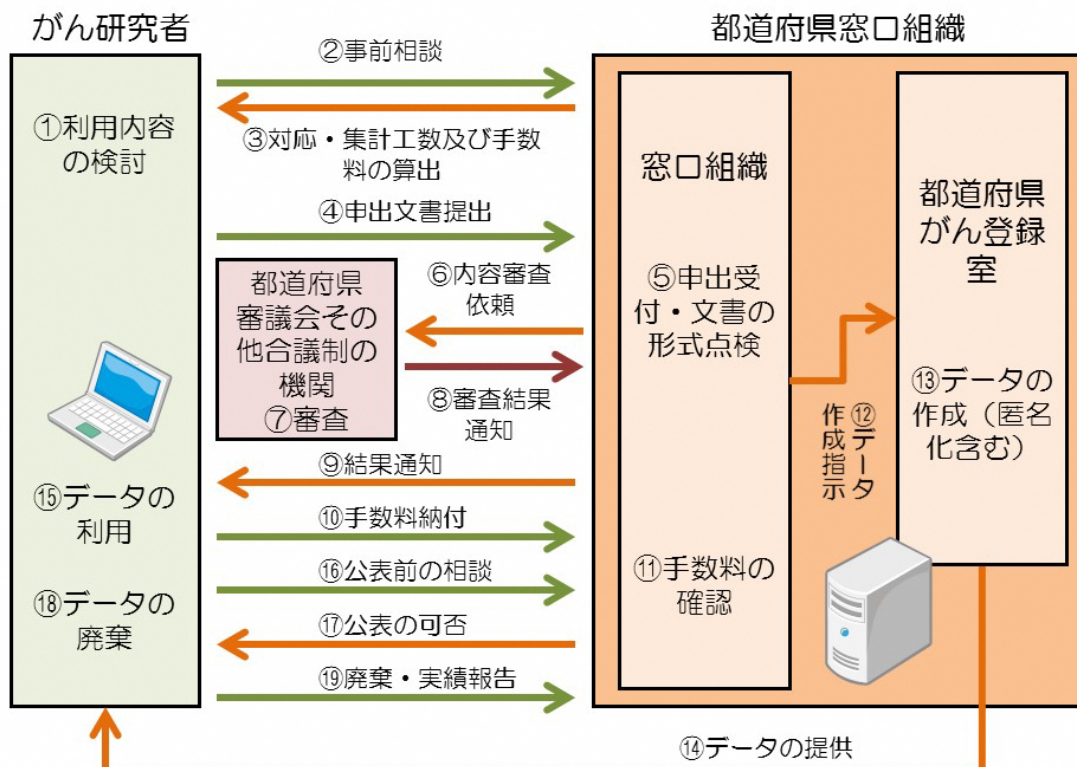 がん研究者
都道府県窓口組織
①利用内容
の検討
②事前相談
③対応・集計工数及び手数
料の算出
④申出文書提出
都道府県
審議会その
他合議制の
機関
⑦審査
⑥内容審査
依頼
⑧審査結果
通知
⑨結果通知
⑩手数料納付
⑯公表前の相談
⑰公表の可否
⑲廃棄・実績報告
⑮データの
利用
⑱データの
廃棄
窓口組織
⑤申出受
付・文書の
形式点検
⑪手数料の
確認
⑫データ
作成指示
都道府県
がん登録
室
⑬データの
作成（匿名
化含む）
⑭データの提供